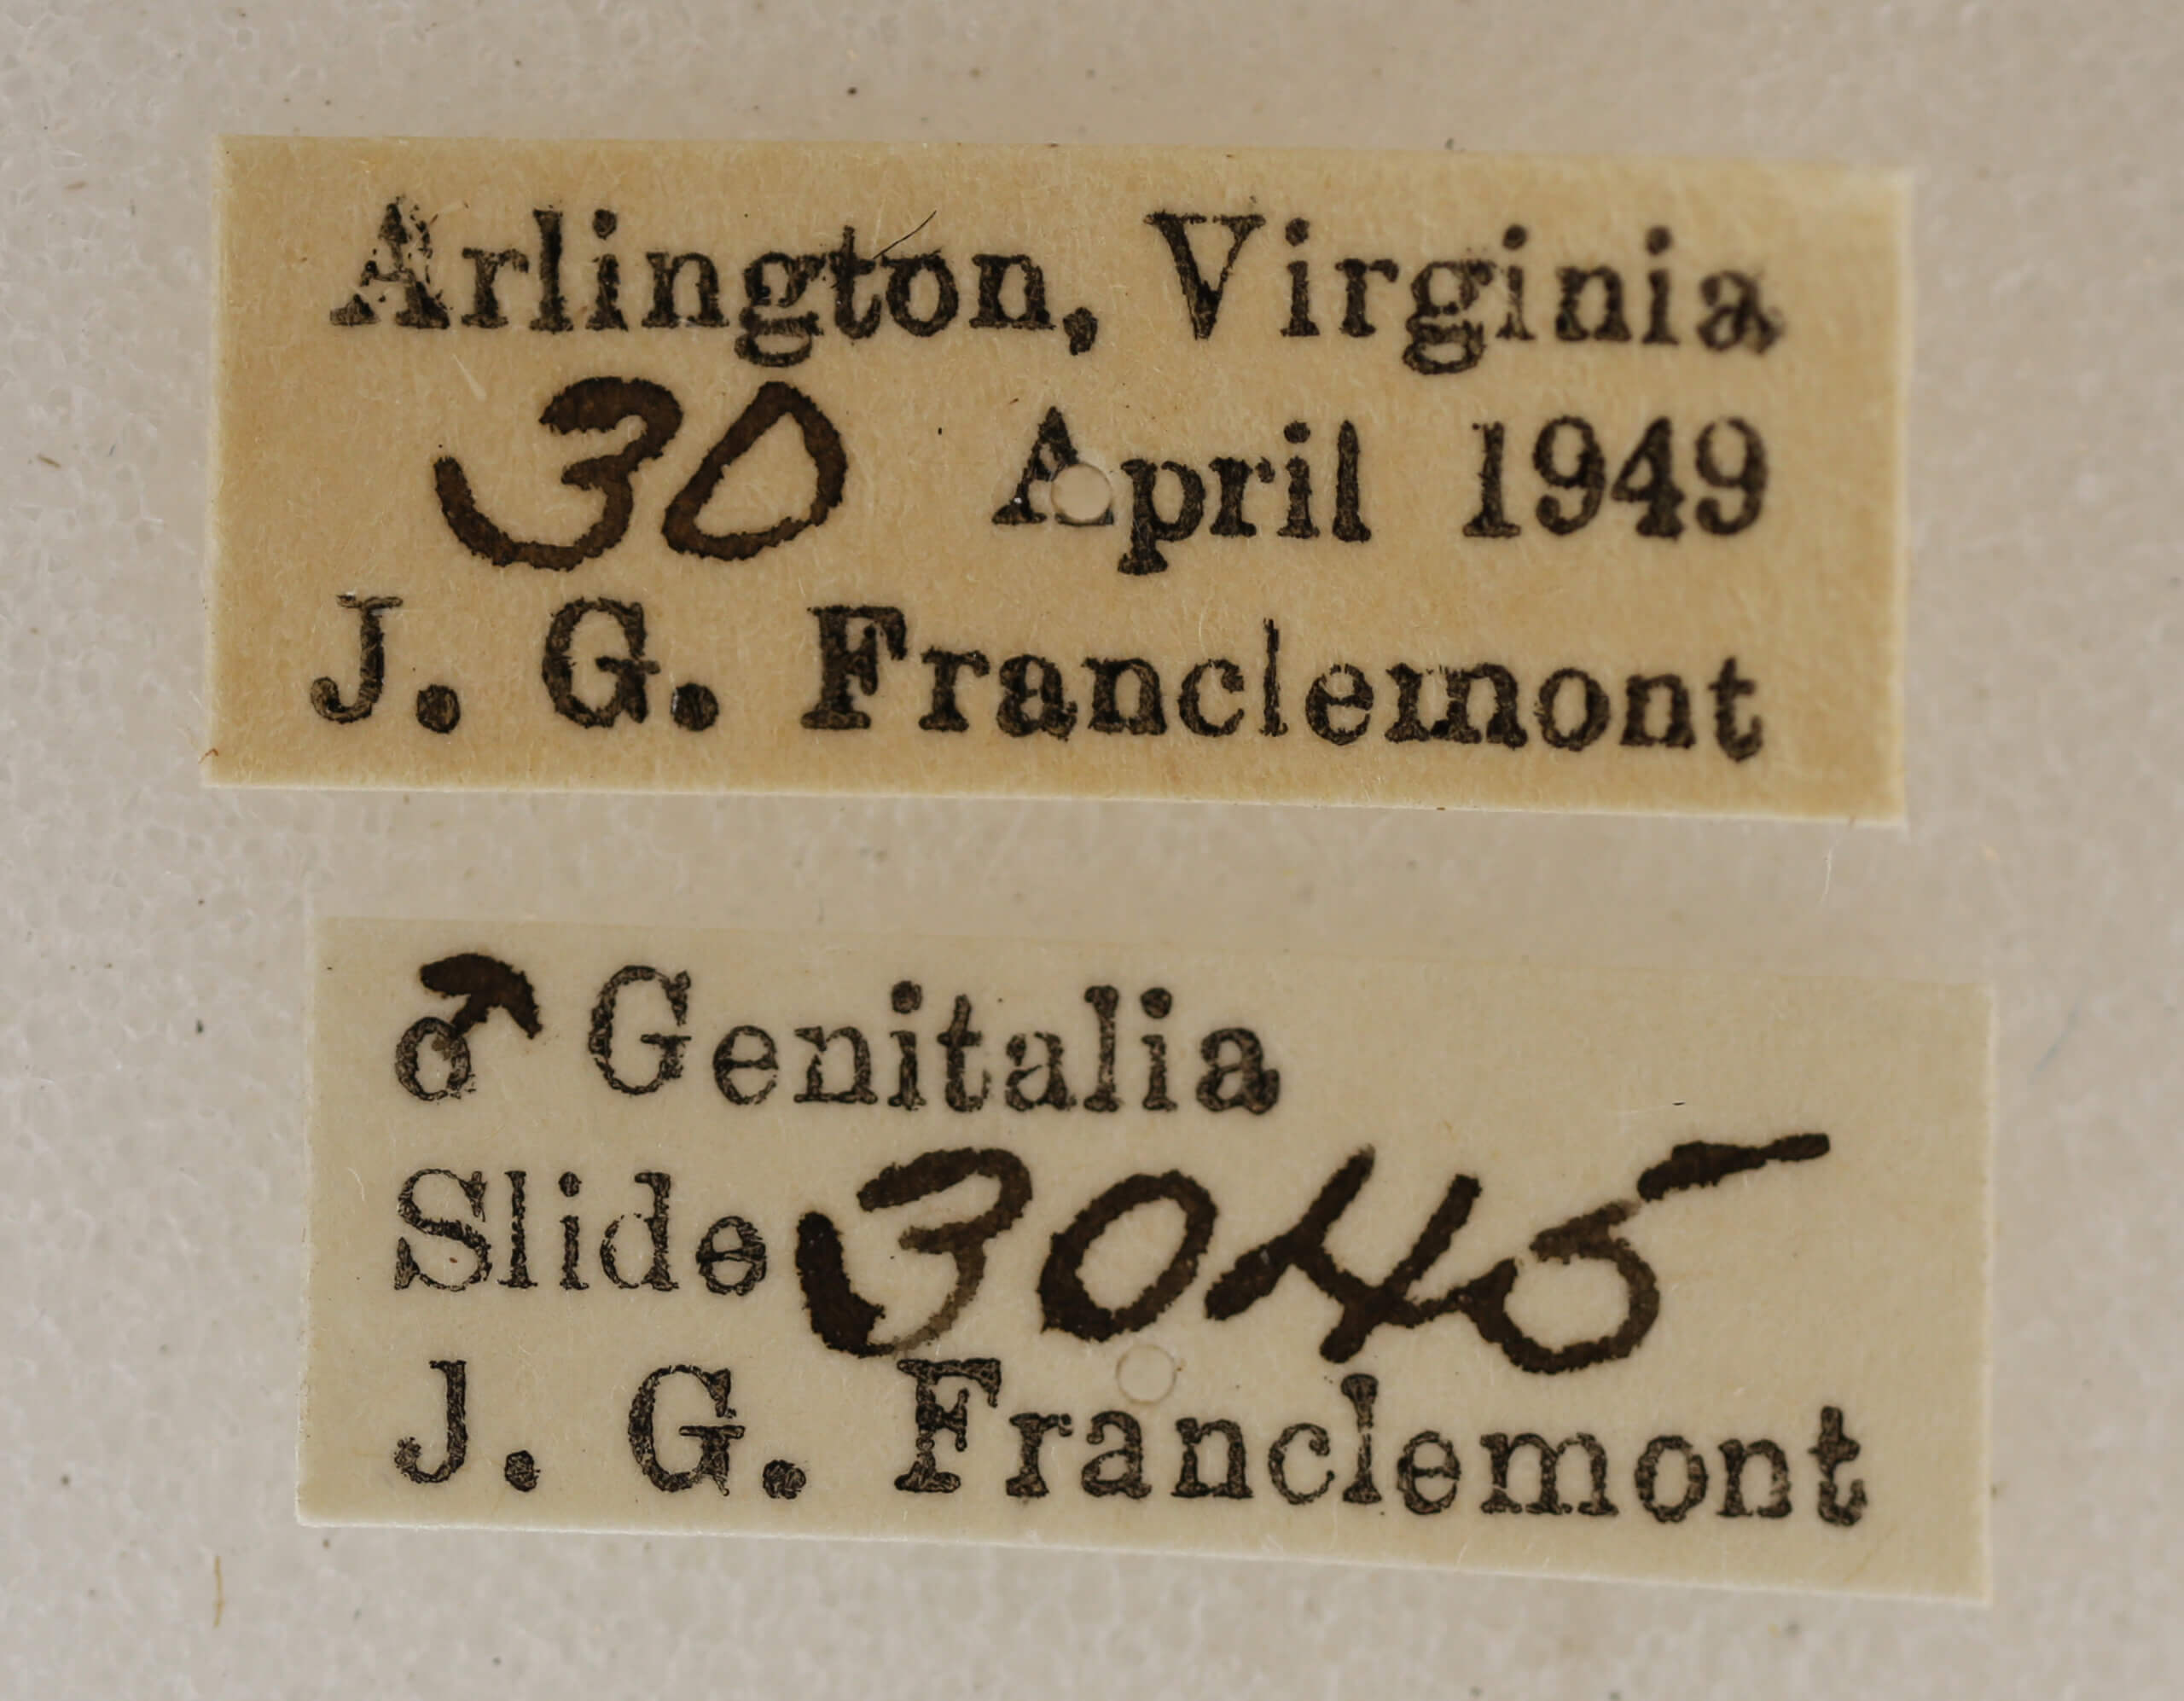 Arlington, Virginia
30 April 1949
J. G. Franclemont
♂ Genitalia
Slide 3045
J. G. Franclemont